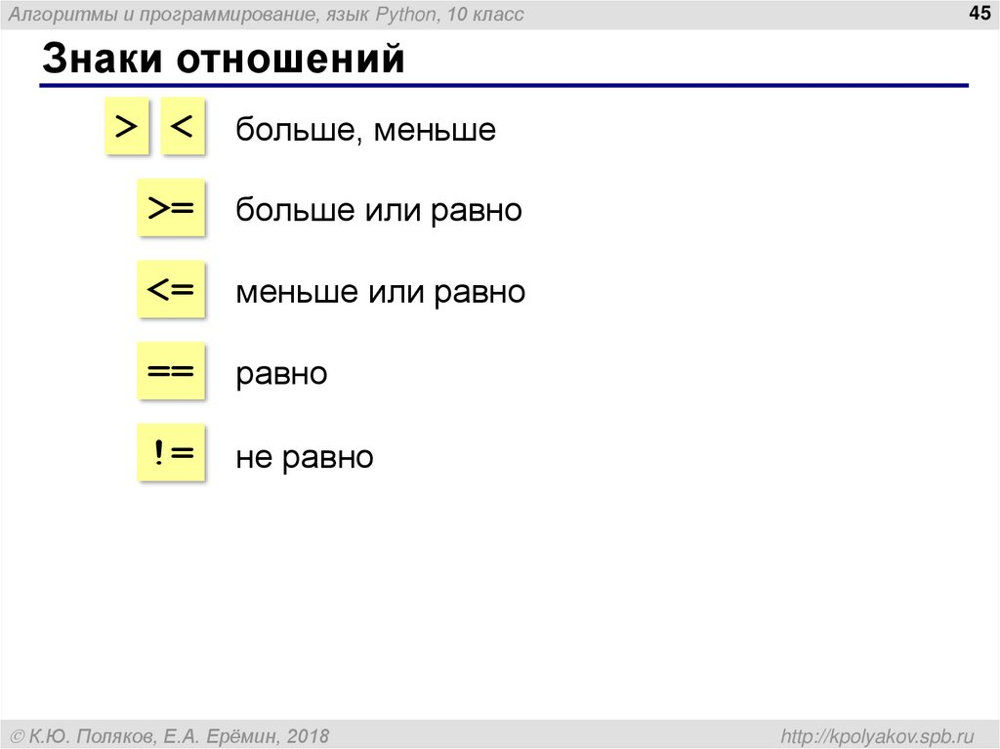 Алгоритмы и программирование, язык Python, 10 класс 45
Знаки отношений
> < больше, меньше
>= больше или равно
<= меньше или равно
== равно
!= не равно
© К.Ю. Поляков, Е.А. Ерёмин, 2018 http://kpolyakov.spb.ru